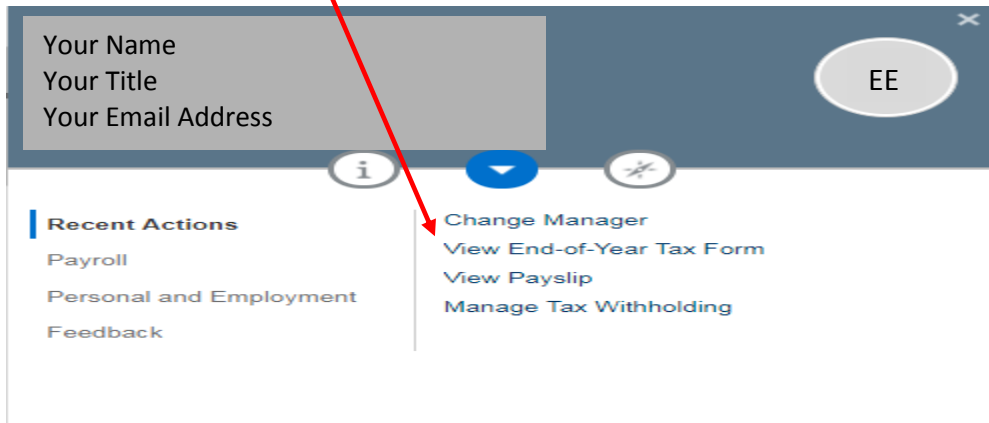 Your Name
Your Title
Your Email Address
EE
i
Recent Actions
Payroll
Personal and Employment
Feedback
Change Manager
View End-of-Year Tax Form
View Payslip
Manage Tax Withholding